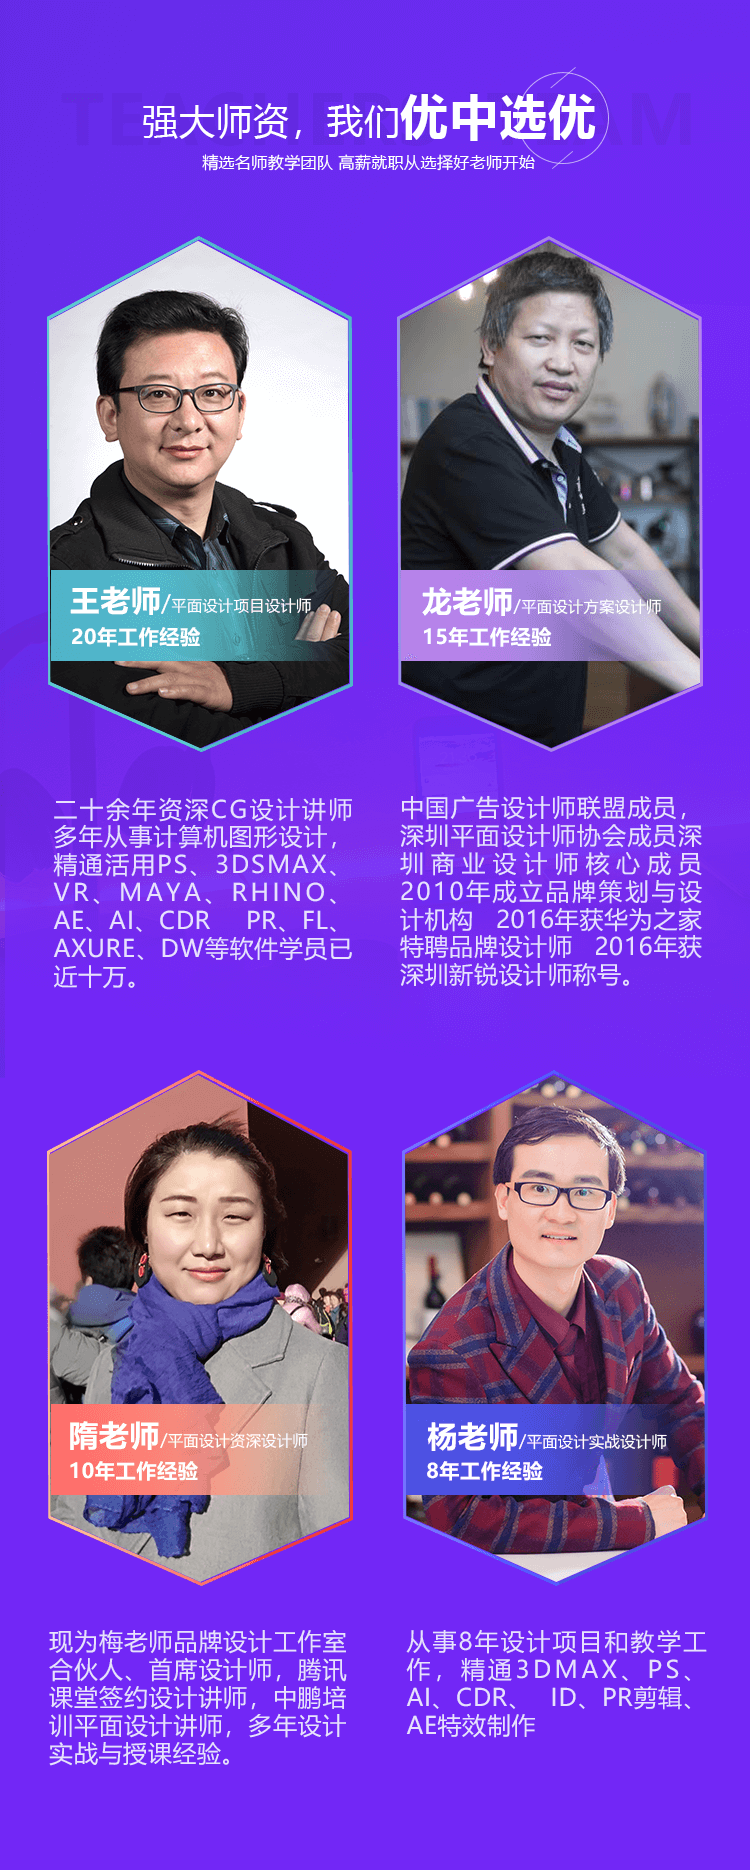 TEACHER TEAM
强大师资，我们优中选优
精选名师教学团队 高薪就职从选择好老师开始
王老师/平面设计项目设计师
20年工作经验
龙老师/平面设计方案设计师
15年工作经验
二十余年资深CG设计讲师
多年从事计算机图形设计，
精通活用PS、3DSMAX、
VR、MAYA、RHINO、
AE、AI、CDR PR、FL、
AXURE、DW等软件学员已
近十万。
中国广告设计师联盟成员，
深圳平面设计师协会成员深
圳商业设计师核心成员
2010年成立品牌策划与设
计机构 2016年获华为之家
特聘品牌设计师 2016年获
深圳新锐设计师称号。
隋老师/平面设计资深设计师
10年工作经验
杨老师/平面设计实战设计师
8年工作经验
现为梅老师品牌设计工作室
合伙人、首席设计师，腾讯
课堂签约设计讲师，中鹏培
训平面设计讲师，多年设计
实战与授课经验。
从事8年设计项目和教学工
作，精通3DMAX、PS、
AI、CDR、 ID、PR剪辑、
AE特效制作